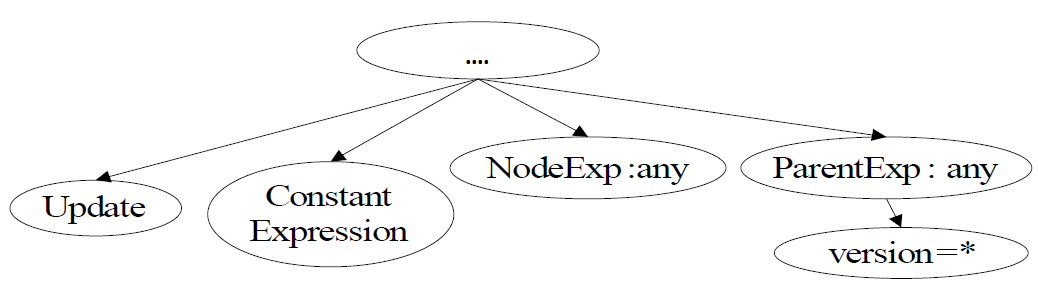 ....
Update
Constant
Expression
NodeExp :any
ParentExp : any
version=*